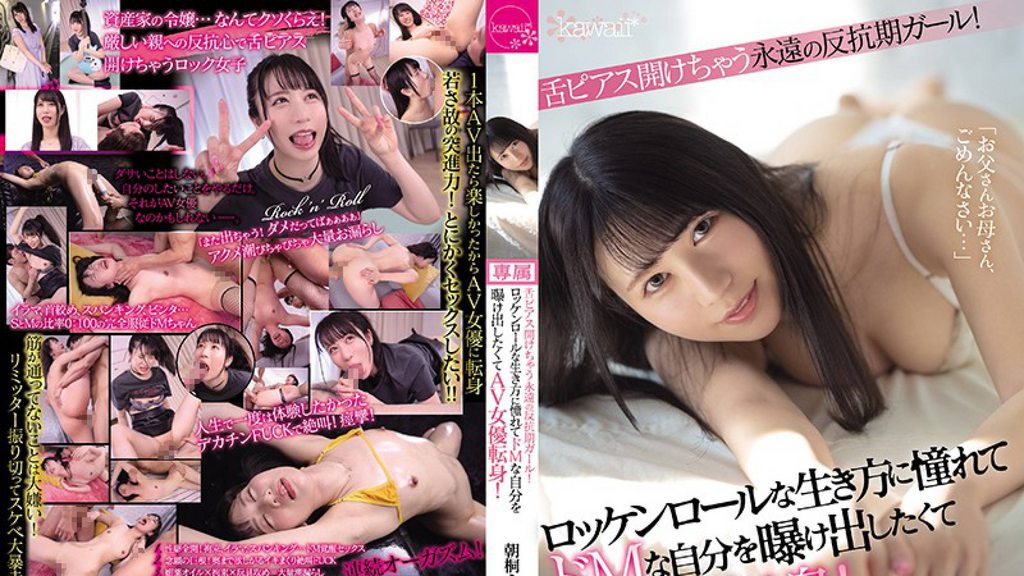 資産家の令嬢…なんてクソくらえ!
厳しい親への反抗心で舌ピアス
開けちゃうロック女子
1本AV出たら楽しかったからAV女優に転身
若さ故の突進力!とにかくセックスしたい!!
ダサいことはしない、
自分のしたいことをやるだけ。
それがAV女優
なのかもしれない――。
Rock 'n' Roll
「また出ちゃう!ダメだってばぁぁぁぁ!」
アクメ潮びちゃびちゃ大量お漏らし
イラマ、首絞め、スパンキング、ビンタ…
S:Mの比率0:100の完全服従ドMちゃん
筋が通ってないことは大嫌い!
リミッター振り切ってスケベ大暴
人生で一度は体験したかった
デカチンFUCKで絶叫!痙攣!
連続オーガズム!
専属
舌ピアス開けちゃう永遠の反抗期ガール!
ロッケンロールな生き方に憧れてドMな自分を
曝け出したくてAV女優転身!
朝桐
kawaii*
舌ピアス開けちゃう永遠の反抗期ガール!
「お父さんお母さん、
ごめんなさい…」
ロッケンロールな生き方に憧れて
ドMな自分を曝け出したくて